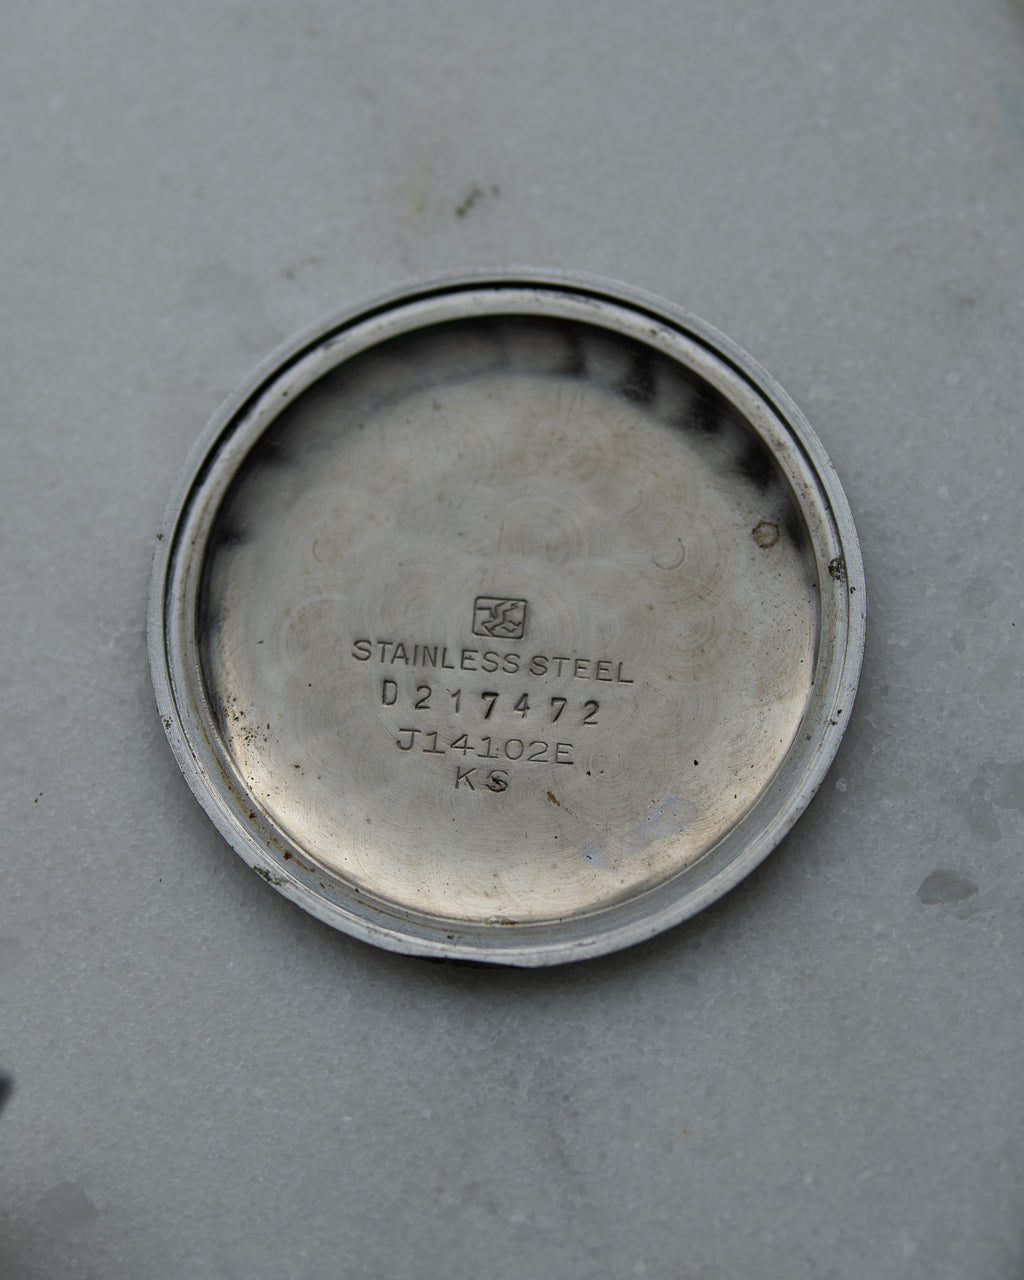 STAINLESS STEEL
D217472
J14102E
KS